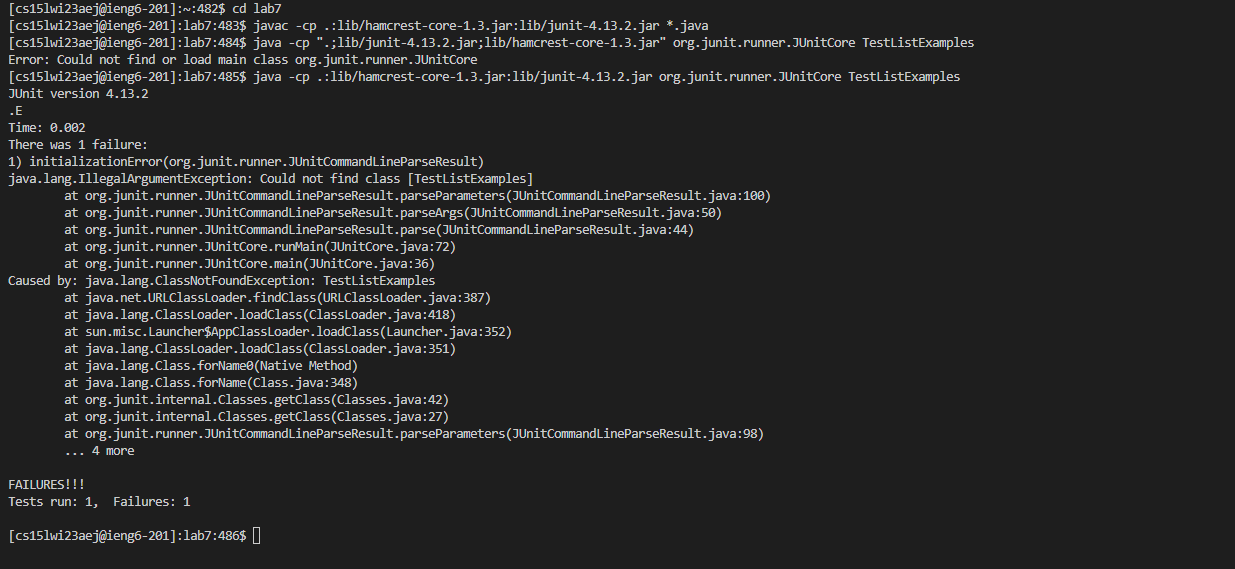 [cs15lwi23aej@ieng6-201]:~:482$ cd lab7
[cs15lwi23aej@ieng6-201]:lab7:483$ javac -cp .:lib/hamcrest-core-1.3.jar:lib/junit-4.13.2.jar *.java
[cs15lwi23aej@ieng6-201]:lab7:484$ java -cp ".;lib/junit-4.13.2.jar;lib/hamcrest-core-1.3.jar" org.junit.runner.JUnitCore TestListExamples
Error: Could not find or load main class org.junit.runner.JUnitCore
[cs15lwi23aej@ieng6-201]:lab7:485$ java -cp .:lib/hamcrest-core-1.3.jar:lib/junit-4.13.2.jar org.junit.runner.JUnitCore TestListExamples
JUnit version 4.13.2
.E
Time: 0.002
There was 1 failure:
1) initializationError(org.junit.runner.JUnitCommandLineParseResult)
java.lang.IllegalArgumentException: Could not find class [TestListExamples]
        at org.junit.runner.JUnitCommandLineParseResult.parseParameters(JUnitCommandLineParseResult.java:100)
        at org.junit.runner.JUnitCommandLineParseResult.parseArgs(JUnitCommandLineParseResult.java:50)
        at org.junit.runner.JUnitCommandLineParseResult.parse(JUnitCommandLineParseResult.java:44)
        at org.junit.runner.JUnitCore.runMain(JUnitCore.java:72)
        at org.junit.runner.JUnitCore.main(JUnitCore.java:36)
Caused by: java.lang.ClassNotFoundException: TestListExamples
        at java.net.URLClassLoader.findClass(URLClassLoader.java:387)
        at java.lang.ClassLoader.loadClass(ClassLoader.java:418)
        at sun.misc.Launcher$AppClassLoader.loadClass(Launcher.java:352)
        at java.lang.ClassLoader.loadClass(ClassLoader.java:351)
        at java.lang.Class.forName0(Native Method)
        at java.lang.Class.forName(Class.java:348)
        at org.junit.internal.Classes.getClass(Classes.java:42)
        at org.junit.internal.Classes.getClass(Classes.java:27)
        at org.junit.runner.JUnitCommandLineParseResult.parseParameters(JUnitCommandLineParseResult.java:98)
        ... 4 more

FAILURES!!!
Tests run: 1,  Failures: 1

[cs15lwi23aej@ieng6-201]:lab7:486$